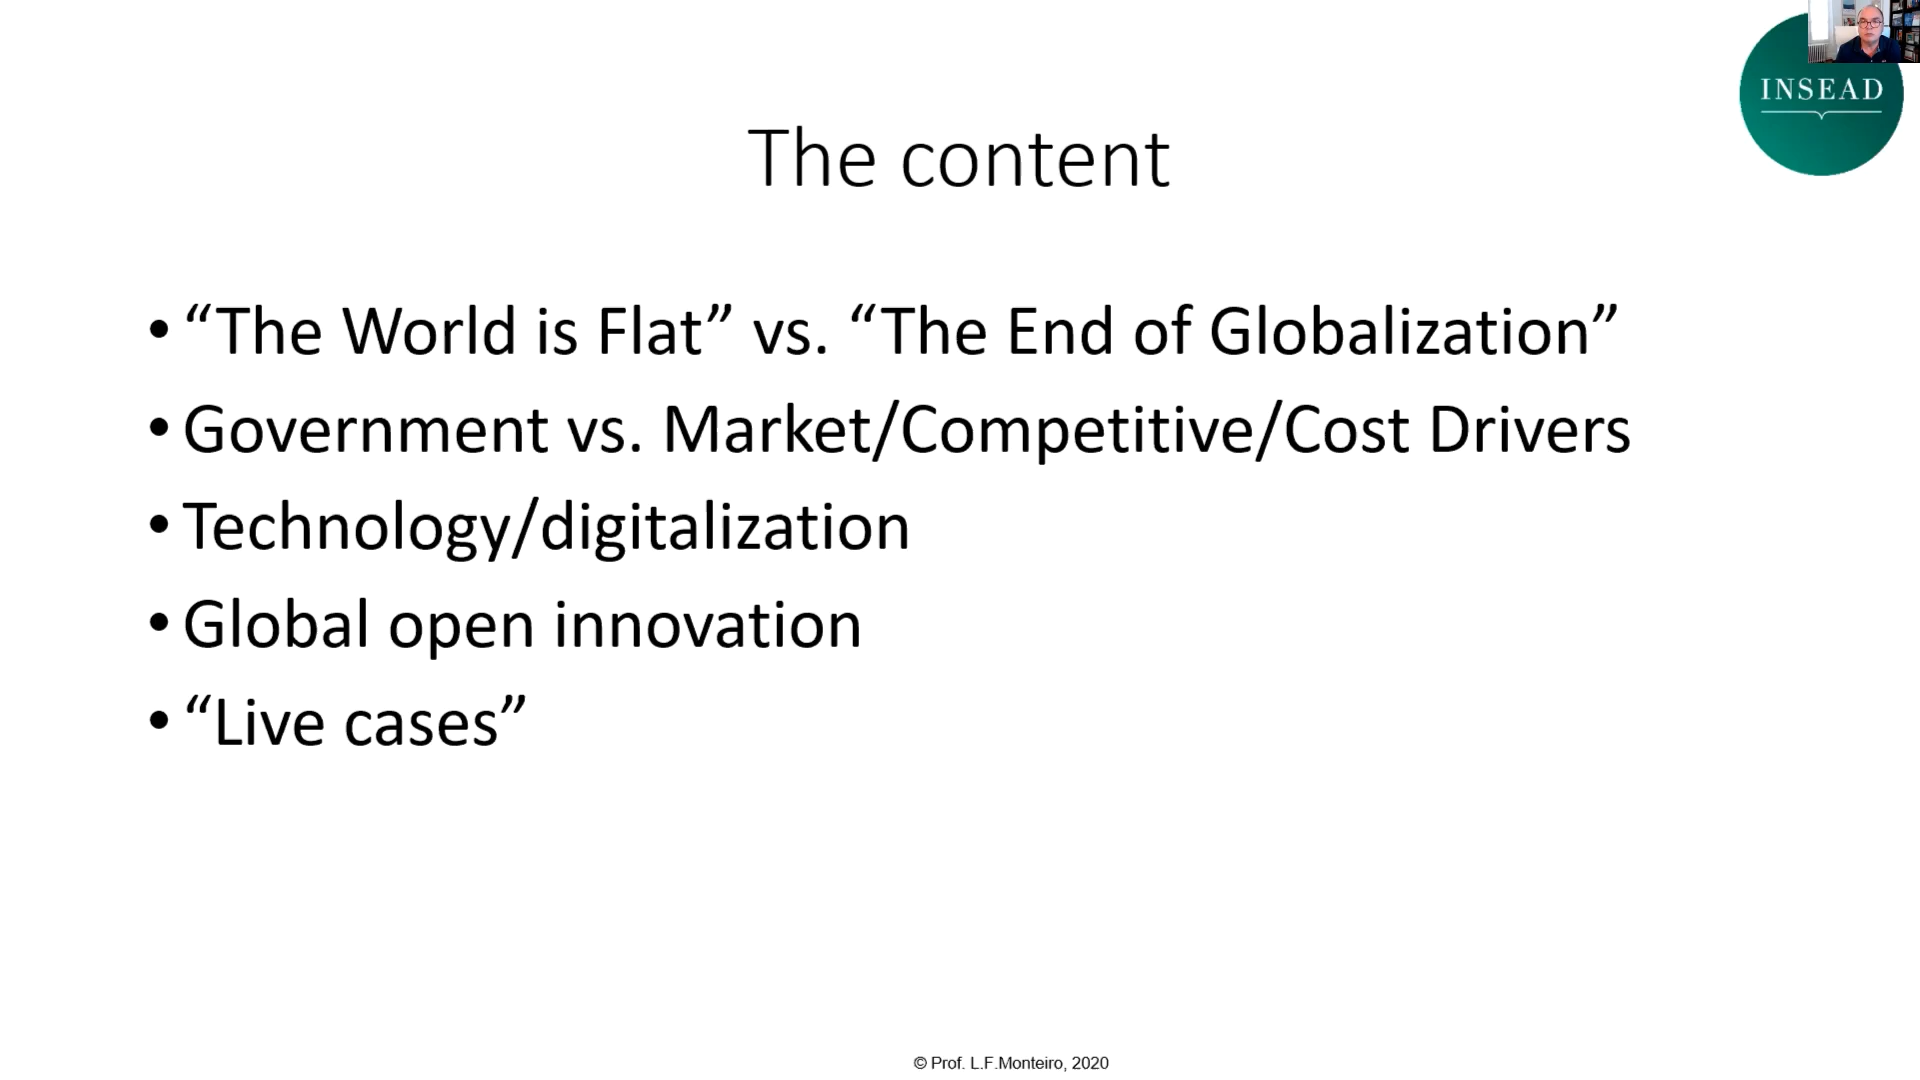 INSEAD
The content
• “The World is Flat” vs. “The End of Globalization”
• Government vs. Market/Competitive/Cost Drivers
• Technology/digitalization
• Global open innovation
• “Live cases”
© Prof. L.F.Monteiro, 2020